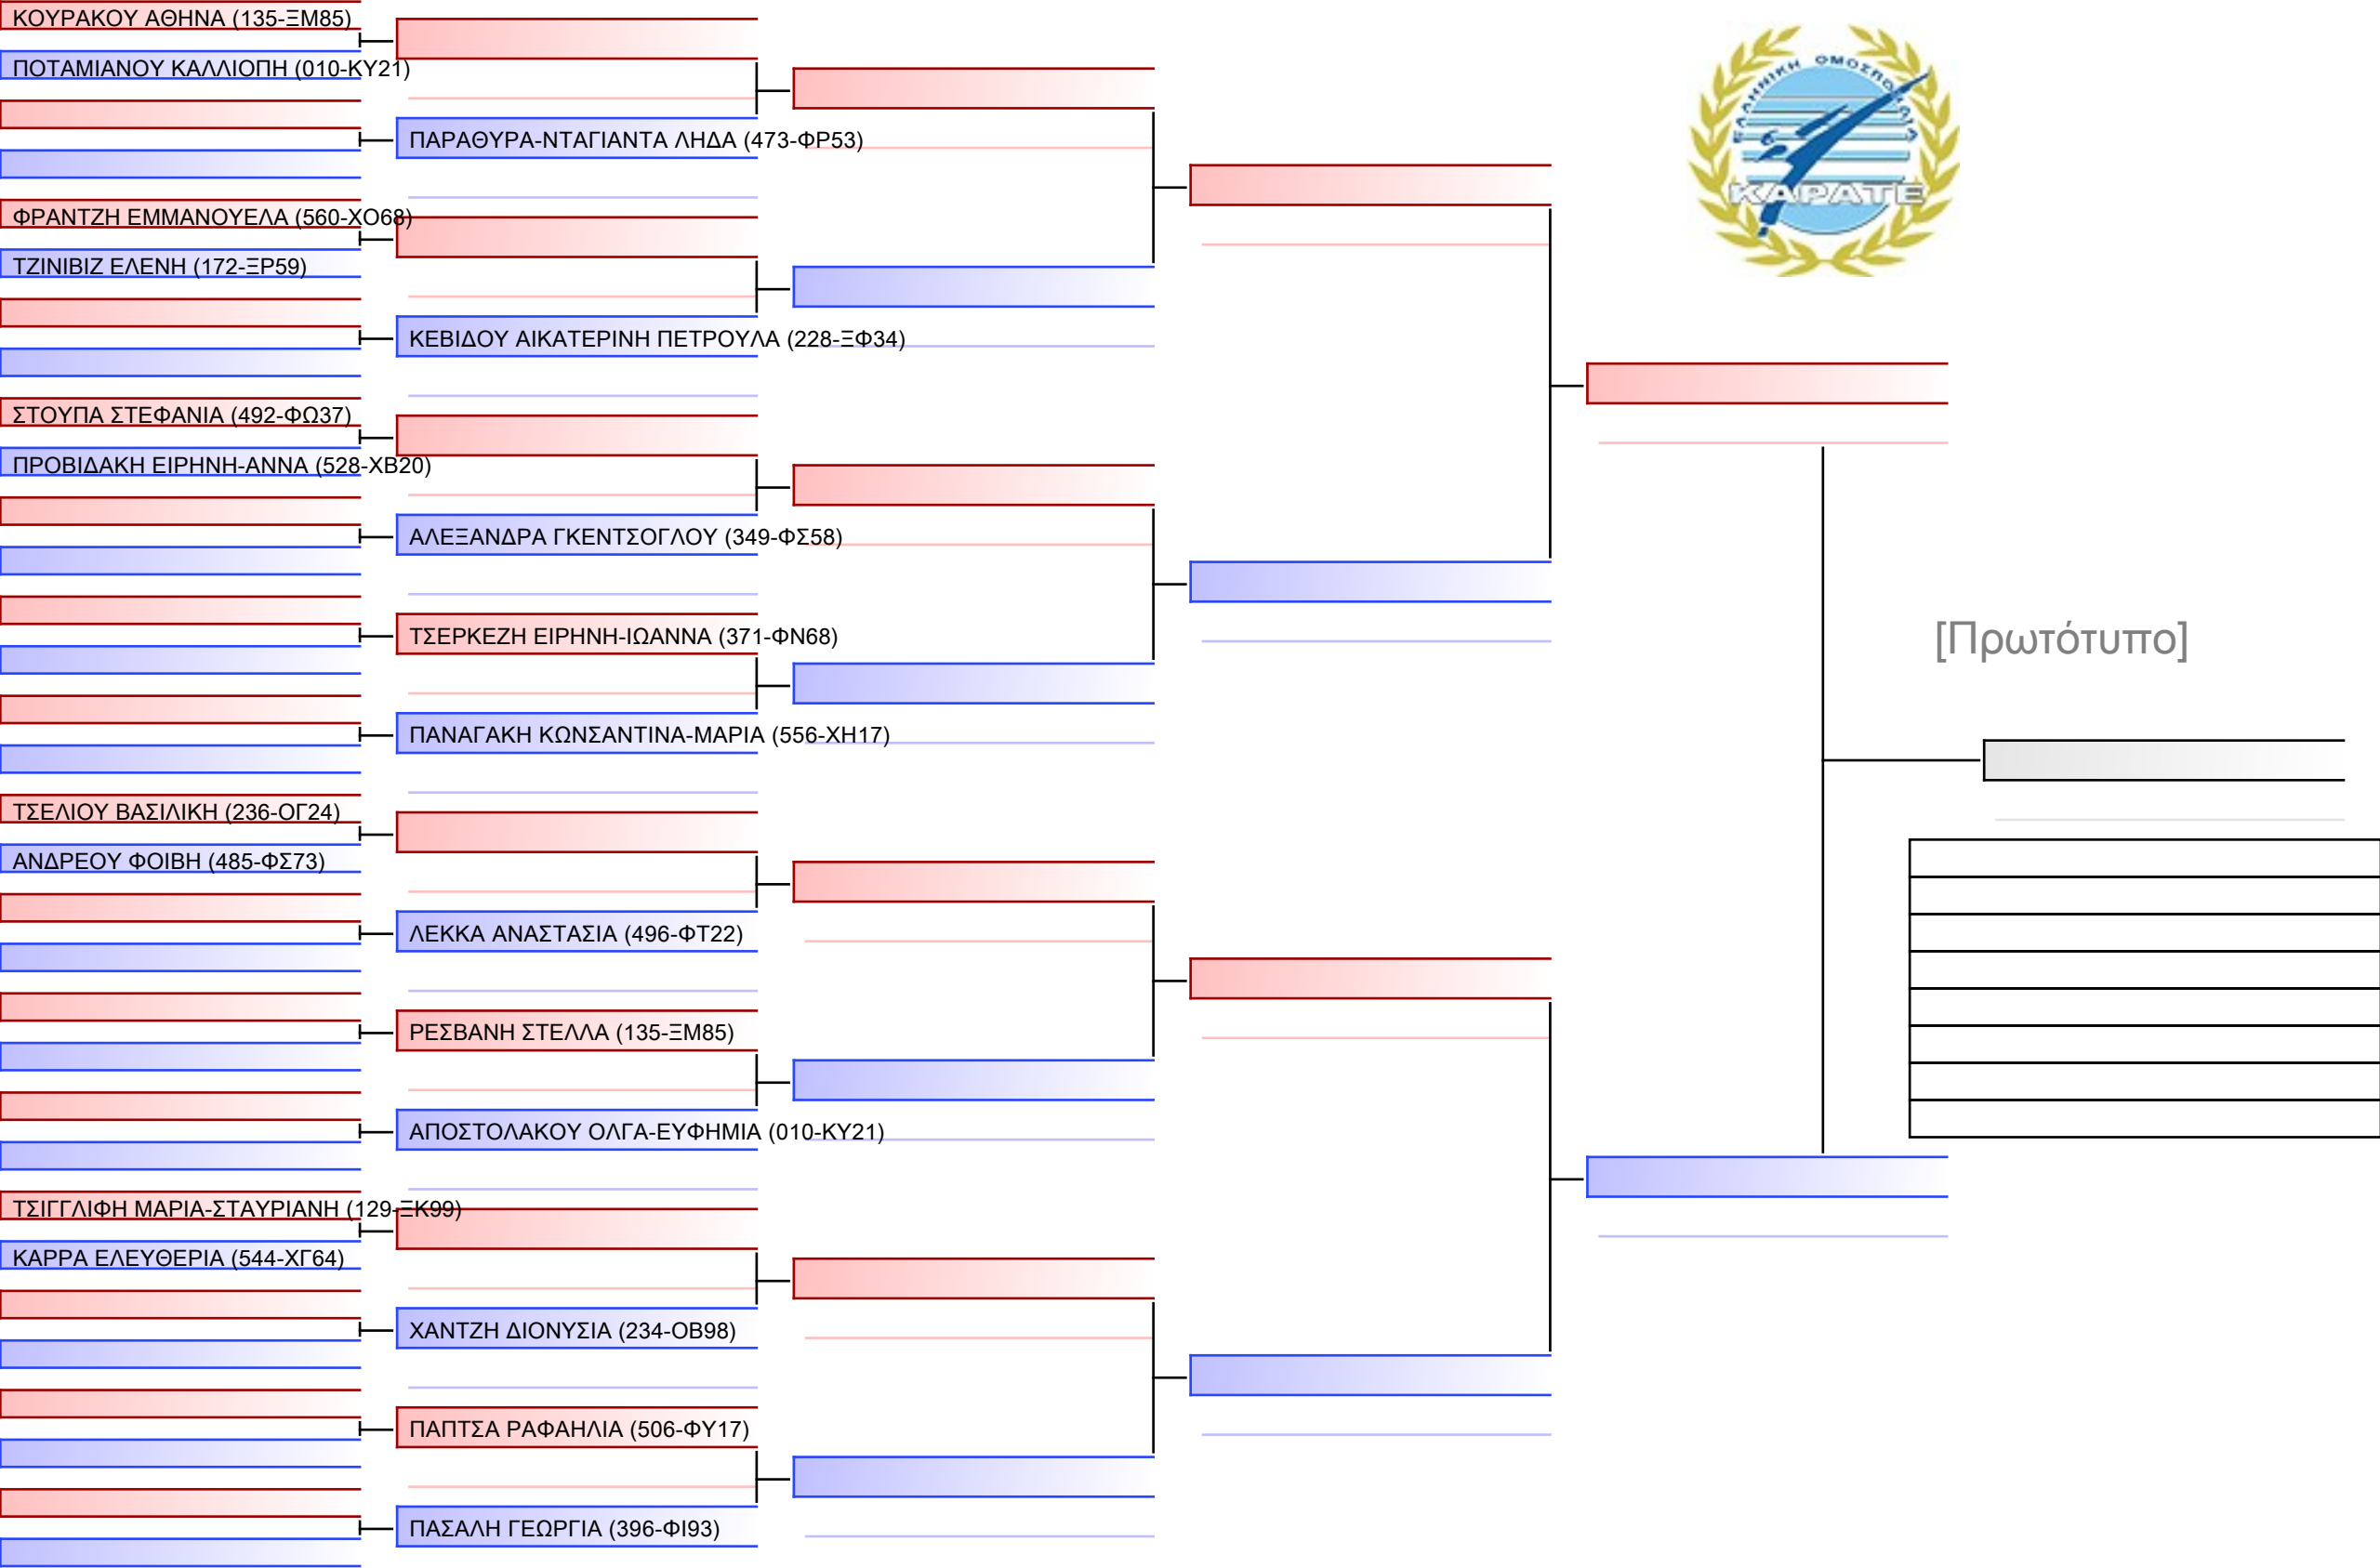 ΚΟΥΡΑΚΟΥ ΑΘΗΝΑ (135-ΞΜ85)
ΠΟΤΑΜΙΑΝΟΥ ΚΑΛΛΙΟΠΗ (010-ΚΥ21)
ΠΑΡΑΘΥΡΑ-ΝΤΑΓΙΑΝΤΑ ΛΗΔΑ (473-ΦΡ53)
ΦΡΑΝΤΖΗ ΕΜΜΑΝΟΥΕΛΑ (560-ΧΟ68)
ΤΖΙΝΙΒΙΖ ΕΛΕΝΗ (172-ΞΡ59)
ΚΕΒΙΔΟΥ ΑΙΚΑΤΕΡΙΝΗ ΠΕΤΡΟΥΛΑ (228-ΞΦ34)
ΣΤΟΥΠΑ ΣΤΕΦΑΝΙΑ (492-ΦΩ37)
ΠΡΟΒΙΔΑΚΗ ΕΙΡΗΝΗ-ΑΝΝΑ (528-ΧΒ20)
ΑΛΕΞΑΝΔΡΑ ΓΚΕΝΤΣΟΓΛΟΥ (349-ΦΣ58)
ΤΣΕΡΚΕΖΗ ΕΙΡΗΝΗ-ΙΩΑΝΝΑ (371-ΦΝ68)
ΠΑΝΑΓΑΚΗ ΚΩΝΣΑΝΤΙΝΑ-ΜΑΡΙΑ (556-ΧΗ17)
ΤΣΕΛΙΟΥ ΒΑΣΙΛΙΚΗ (236-ΟΓ24)
ΑΝΔΡΕΟΥ ΦΟΙΒΗ (485-ΦΣ73)
ΛΕΚΚΑ ΑΝΑΣΤΑΣΙΑ (496-ΦΤ22)
ΡΕΣΒΑΝΗ ΣΤΕΛΛΑ (135-ΞΜ85)
ΑΠΟΣΤΟΛΑΚΟΥ ΟΛΓΑ-ΕΥΦΗΜΙΑ (010-ΚΥ21)
ΤΣΙΓΓΛΙΦΗ ΜΑΡΙΑ-ΣΤΑΥΡΙΑΝΗ (129-ΞΚ99)
ΚΑΡΡΑ ΕΛΕΥΘΕΡΙΑ (544-ΧΓ64)
ΧΑΝΤΖΗ ΔΙΟΝΥΣΙΑ (234-ΟΒ98)
ΠΑΠΤΣΑ ΡΑΦΑΗΛΙΑ (506-ΦΥ17)
ΠΑΣΑΛΗ ΓΕΩΡΓΙΑ (396-ΦΙ93)
ΕΛΛΗΝΙΚΗ ΟΜΟΣΠΟΝΔΙΑ
ΚΑΡΑΤΕ
[Πρωτότυπο]